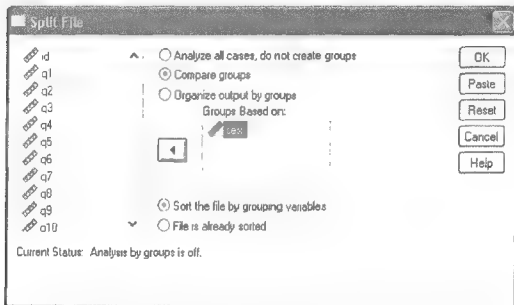 Split File
id
q1
q2
q3
q4
q5
q6
q7
q8
q9
q10
Analyze all cases, do not create groups
Compare groups
Organize output by groups
Groups Based on:
sex
Sort the file by grouping variables
File is already sorted
OK
Paste
Reset
Cancel
Help
Current Status: Analysis by groups is off.